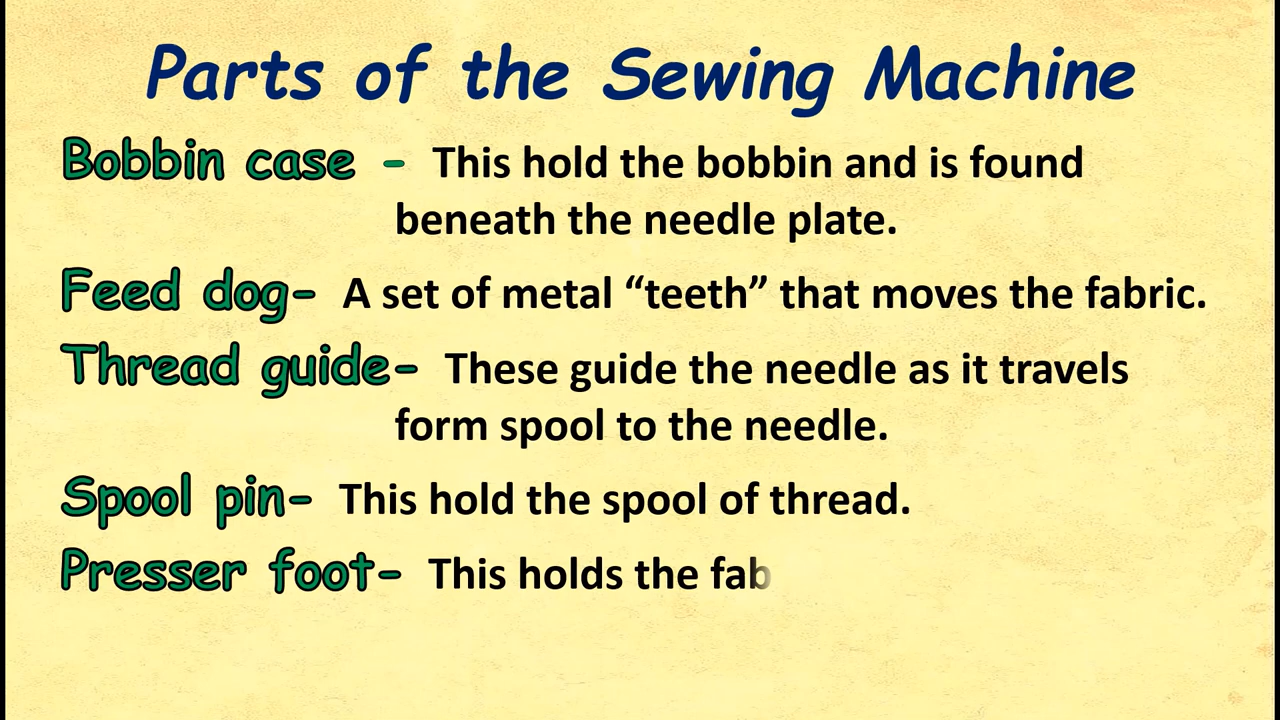 Parts of the Sewing Machine
Bobbin case - This hold the bobbin and is found
beneath the needle plate.
Feed dog- A set of metal “teeth” that moves the fabric.
Thread guide- These guide the needle as it travels
form spool to the needle.
Spool pin- This hold the spool of thread.
Presser foot- This holds the fab